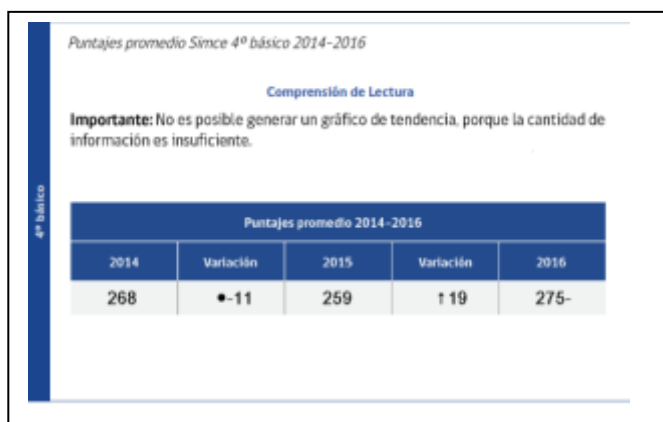 Puntajes promedio Simce 4º básico 2014-2016
Comprensión de Lectura
Importante: No es posible generar un gráfico de tendencia, porque la cantidad de
información es insuficiente.
4º básico
Puntajes promedio 2014-2016
2014 Variación 2015 Variación 2016
268 •-11 259 ↑19 275-